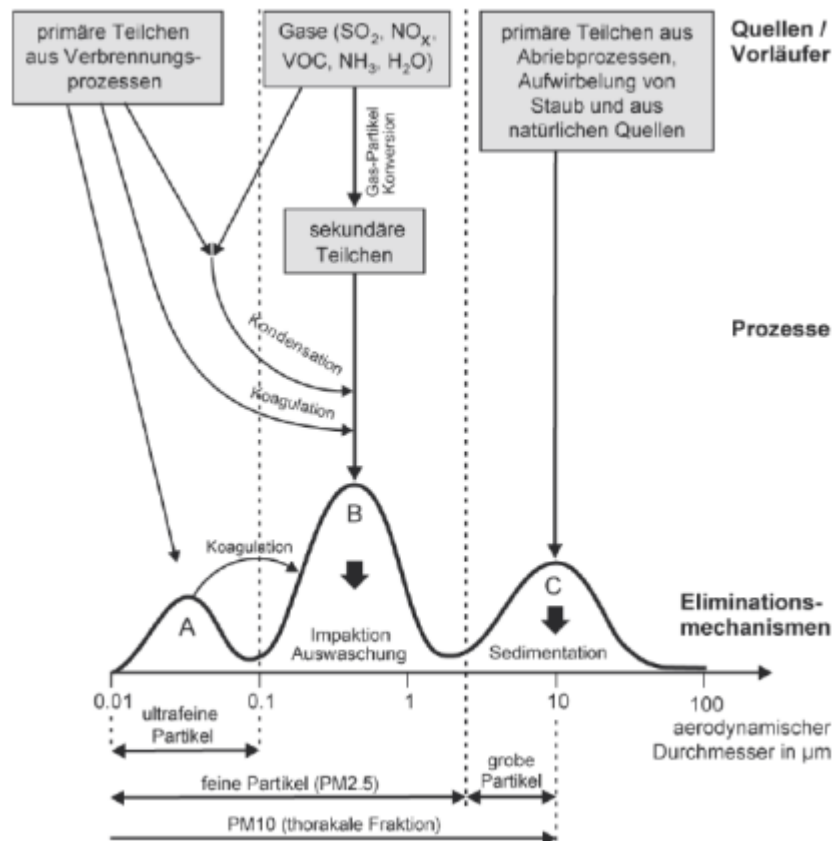 primäre Teilchen
aus Verbrennungs-
prozessen
Gase (SO₂, NOₓ,
VOC, NH₃, H₂O)
primäre Teilchen aus
Abriebprozessen,
Aufwirbelung von
Staub und aus
natürlichen Quellen
Quellen /
Vorläufer
Gas-Partikel
Konversion
sekundäre
Teilchen
Prozesse
Kondensation
Koagulation
B
Koagulation
C
A
Impaktion
Auswaschung
Sedimentation
Eliminations-
mechanismen
0.01
0.1
1
10
100
ultrafeine
Partikel
aerodynamischer
Durchmesser in µm
grobe
Partikel
feine Partikel (PM2.5)
PM10 (thorakale Fraktion)